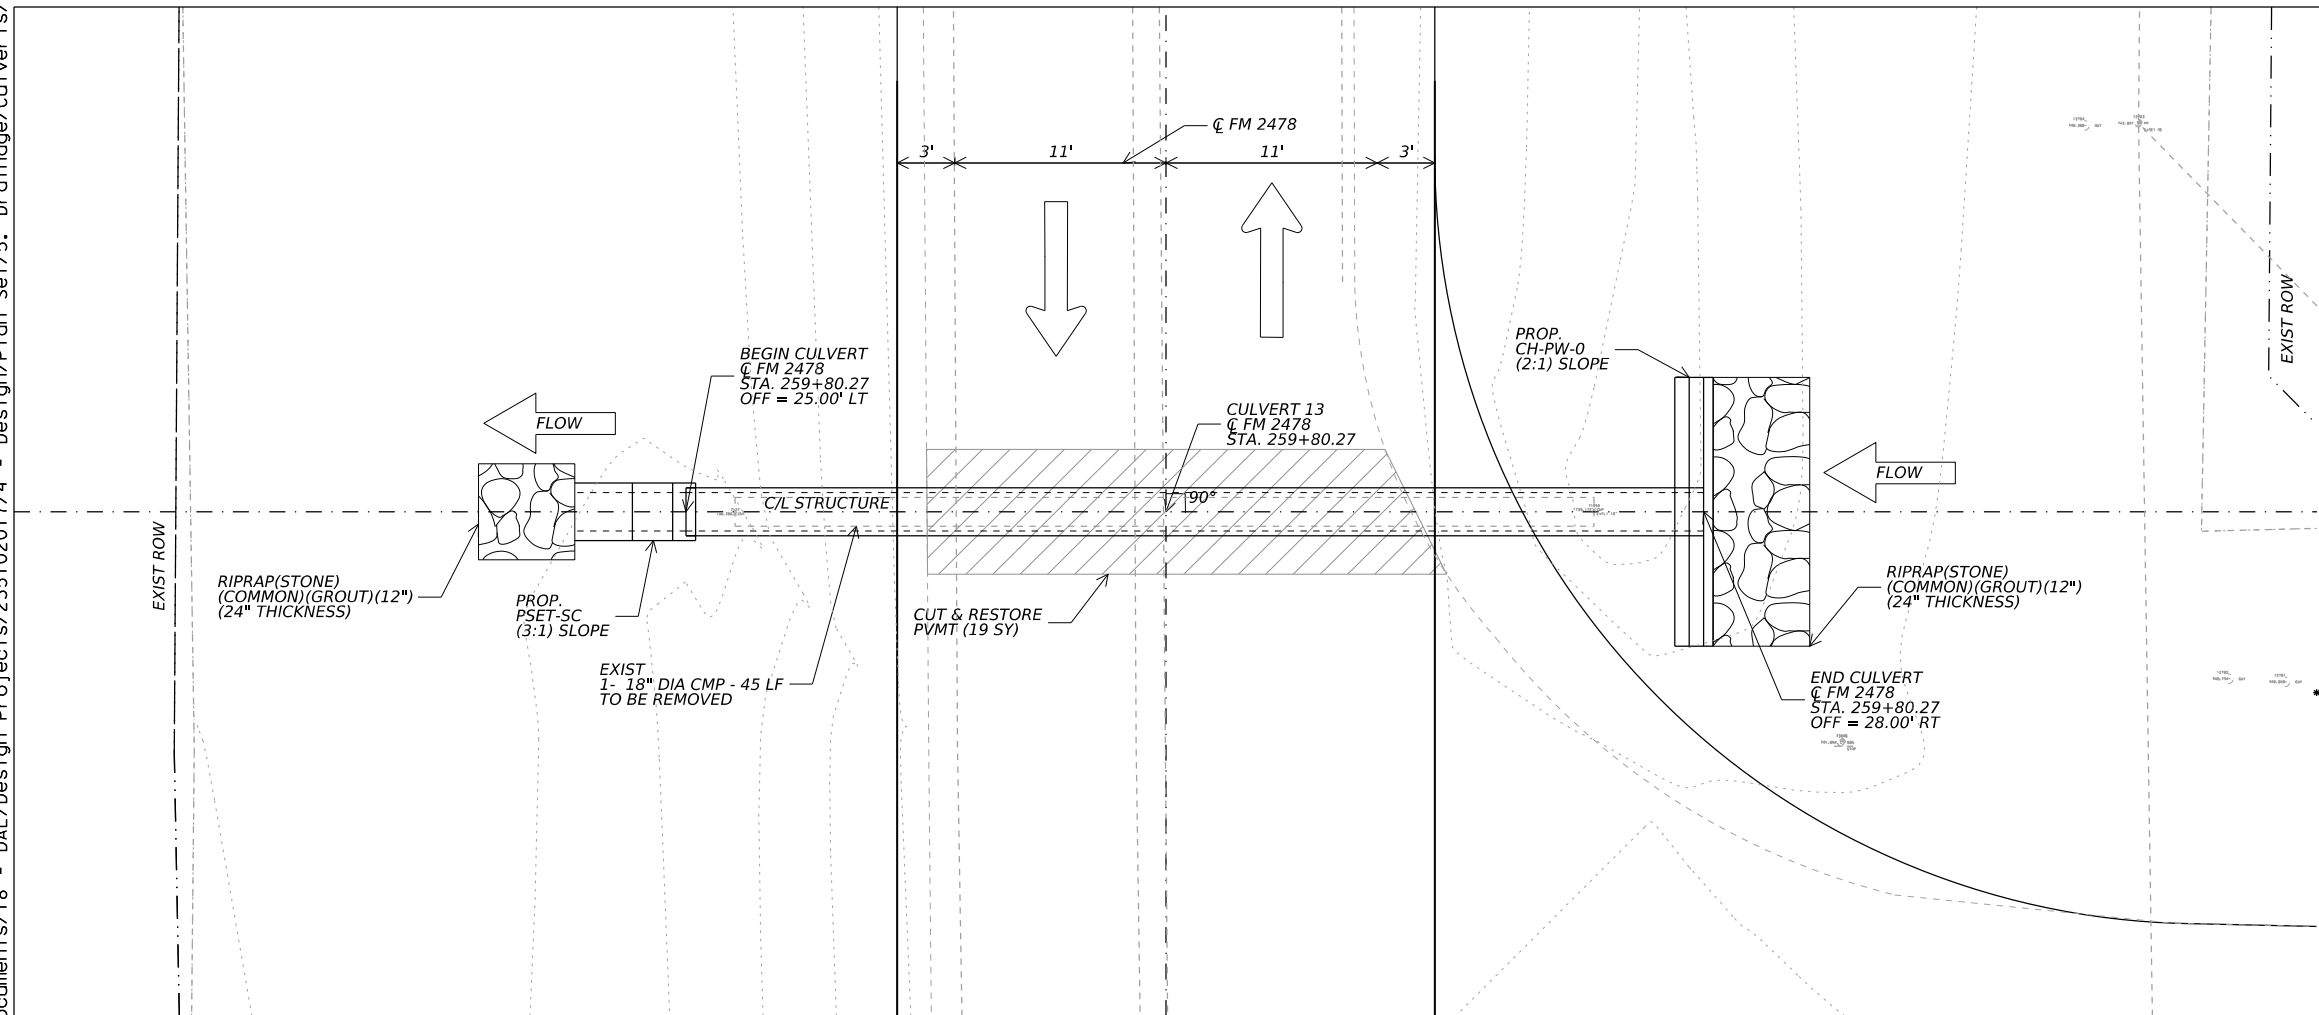 ℄ FM 2478
3'
11'
11'
3'
BEGIN CULVERT
℄ FM 2478
STA. 259+80.27
OFF = 25.00' LT
PROP.
CH-PW-0
(2:1) SLOPE
EXIST ROW
FLOW
CULVERT 13
℄ FM 2478
STA. 259+80.27
FLOW
C/L STRUCTURE
90°
EXIST ROW
RIPRAP(STONE)
(COMMON)(GROUT)(12")
(24" THICKNESS)
PROP.
PSET-SC
(3:1) SLOPE
CUT & RESTORE
PVMT (19 SY)
RIPRAP(STONE)
(COMMON)(GROUT)(12")
(24" THICKNESS)
EXIST
1- 18" DIA CMP - 45 LF
TO BE REMOVED
END CULVERT
℄ FM 2478
STA. 259+80.27
OFF = 28.00' RT